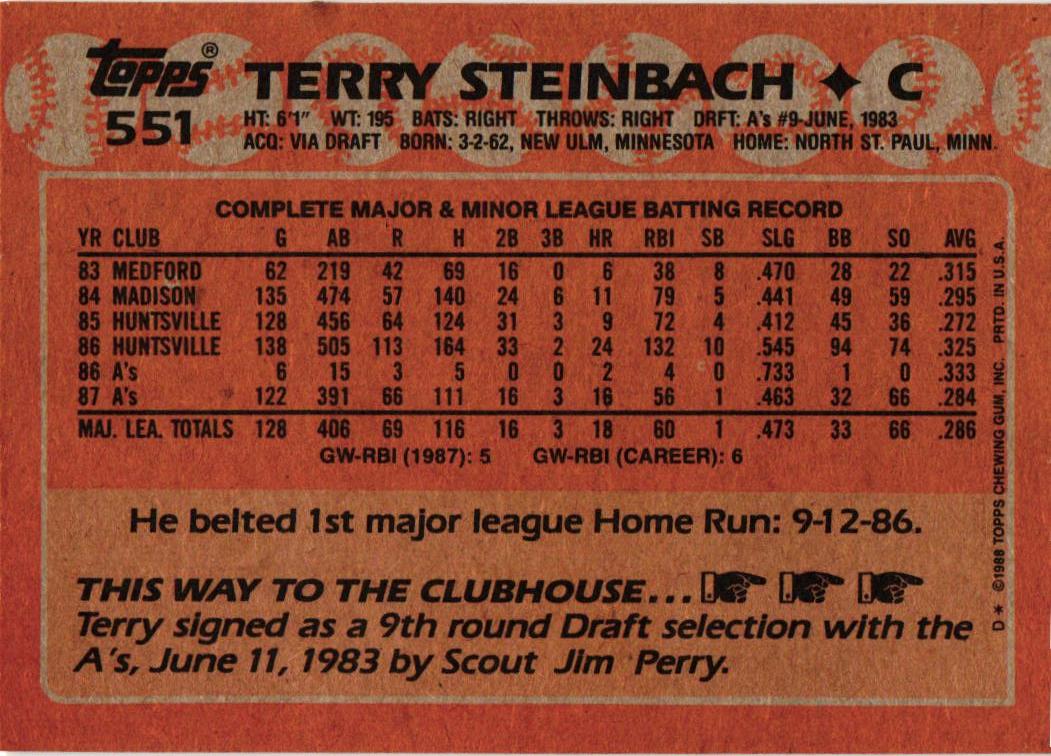 topps® TERRY STEINBACH ✦ C
551 HT: 6'1" WT: 195 BATS: RIGHT THROWS: RIGHT DRFT: A's #9-JUNE, 1983
ACQ: VIA DRAFT BORN: 3-2-62, NEW ULM, MINNESOTA HOME: NORTH ST. PAUL, MINN.
COMPLETE MAJOR & MINOR LEAGUE BATTING RECORD
YR CLUB G AB R H 2B 3B HR RBI SB SLG BB SO AVG
83 MEDFORD 62 219 42 69 16 0 6 38 8 .470 28 22 .315
84 MADISON 135 474 57 140 24 6 11 79 5 .441 49 59 .295
85 HUNTSVILLE 128 456 64 124 31 3 9 72 4 .412 45 36 .272
86 HUNTSVILLE 138 505 113 164 33 2 24 132 10 .545 94 74 .325
86 A's 6 15 3 5 0 0 2 4 0 .733 1 0 .333
87 A's 122 391 66 111 16 3 16 56 1 .463 32 66 .284
MAJ. LEA. TOTALS 128 406 69 116 16 3 18 60 1 .473 33 66 .286
GW-RBI (1987): 5 GW-RBI (CAREER): 6
He belted 1st major league Home Run: 9-12-86.
THIS WAY TO THE CLUBHOUSE...
Terry signed as a 9th round Draft selection with the
A's, June 11, 1983 by Scout Jim Perry.
D* ©1988 TOPPS CHEWING GUM, INC. PRTD. IN U.S.A.